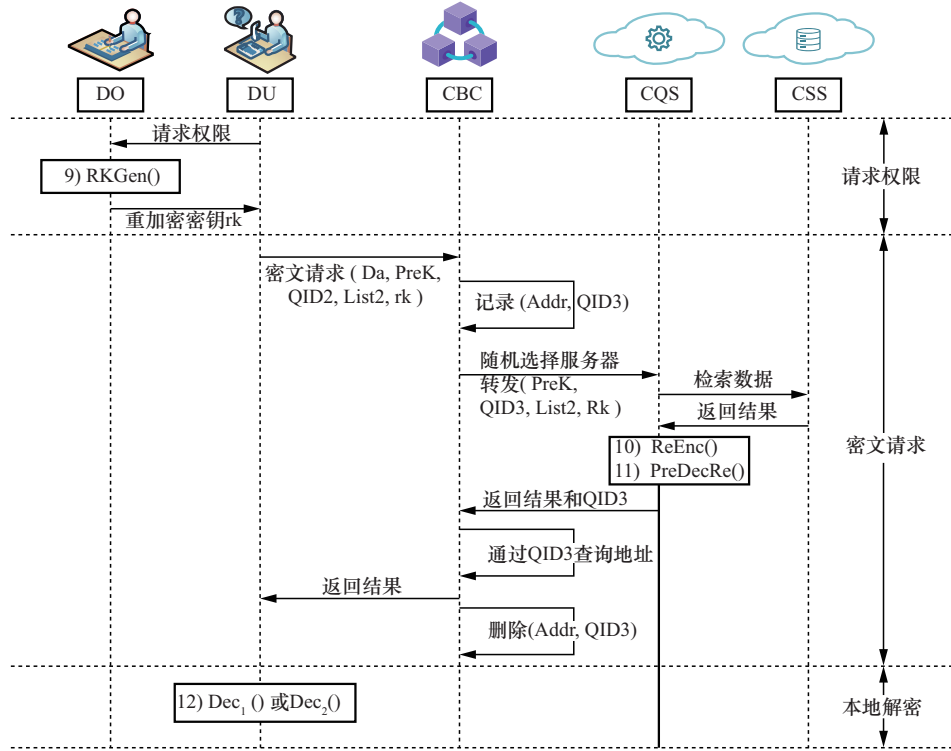 ?
DO
DU
CBC
CQS
CSS
请求权限
9) RKGen()
请求权限
重加密密钥rk
密文请求 ( Da, PreK,
QID2, List2, rk )
记录 (Addr, QID3)
随机选择服务器
转发( PreK,
QID3, List2, Rk )
检索数据
返回结果
密文请求
10) ReEnc()
11) PreDecRe()
返回结果和QID3
通过QID3查询地址
返回结果
删除(Addr, QID3)
12) Dec₁ () 或Dec₂()
本地解密